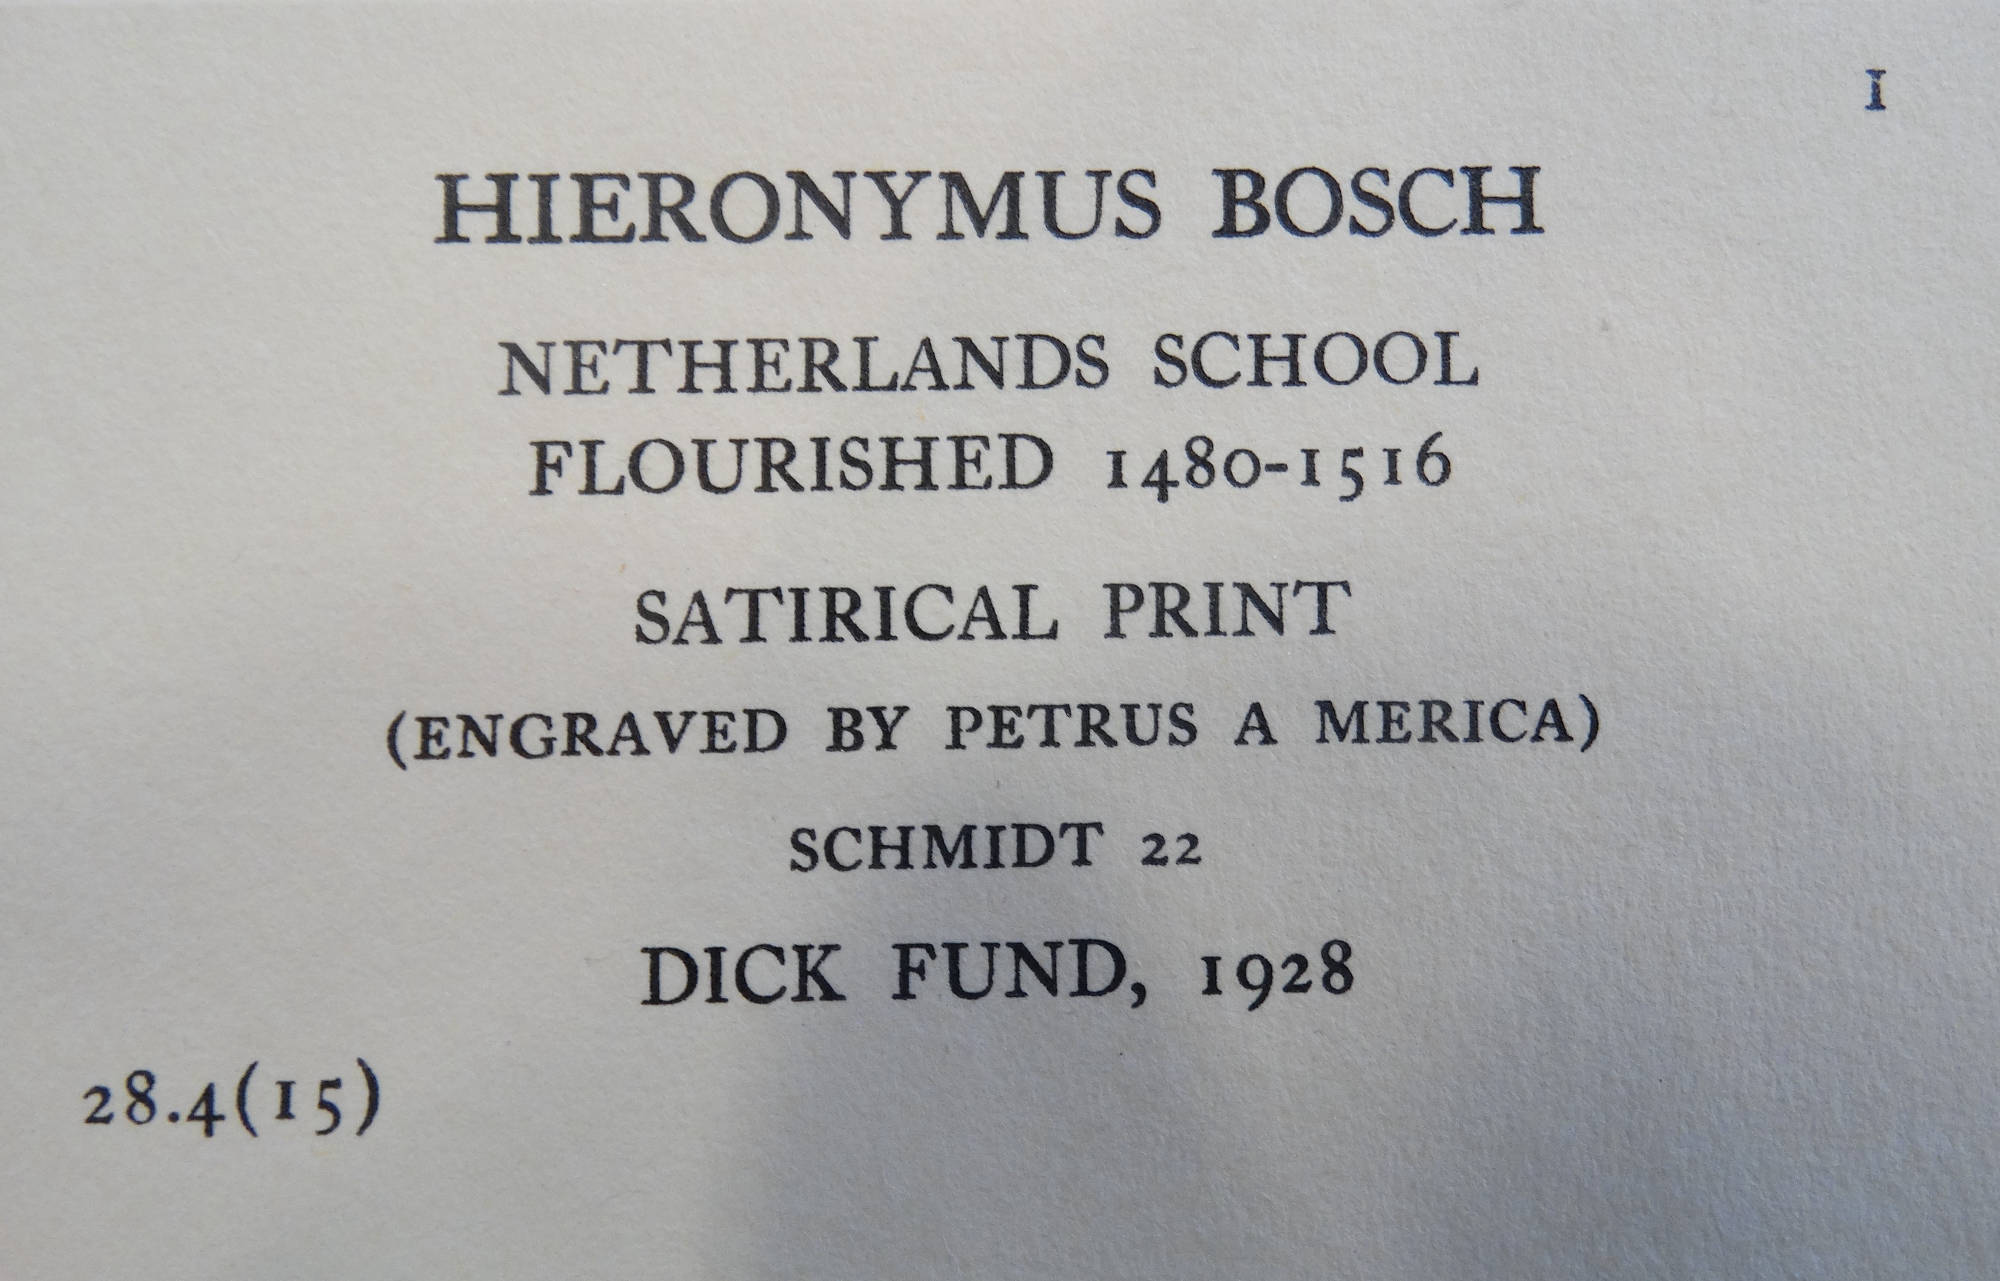 1
HIERONYMUS BOSCH
NETHERLANDS SCHOOL
FLOURISHED 1480-1516
SATIRICAL PRINT
(ENGRAVED BY PETRUS A MERICA)
SCHMIDT 22
DICK FUND, 1928
28.4(15)